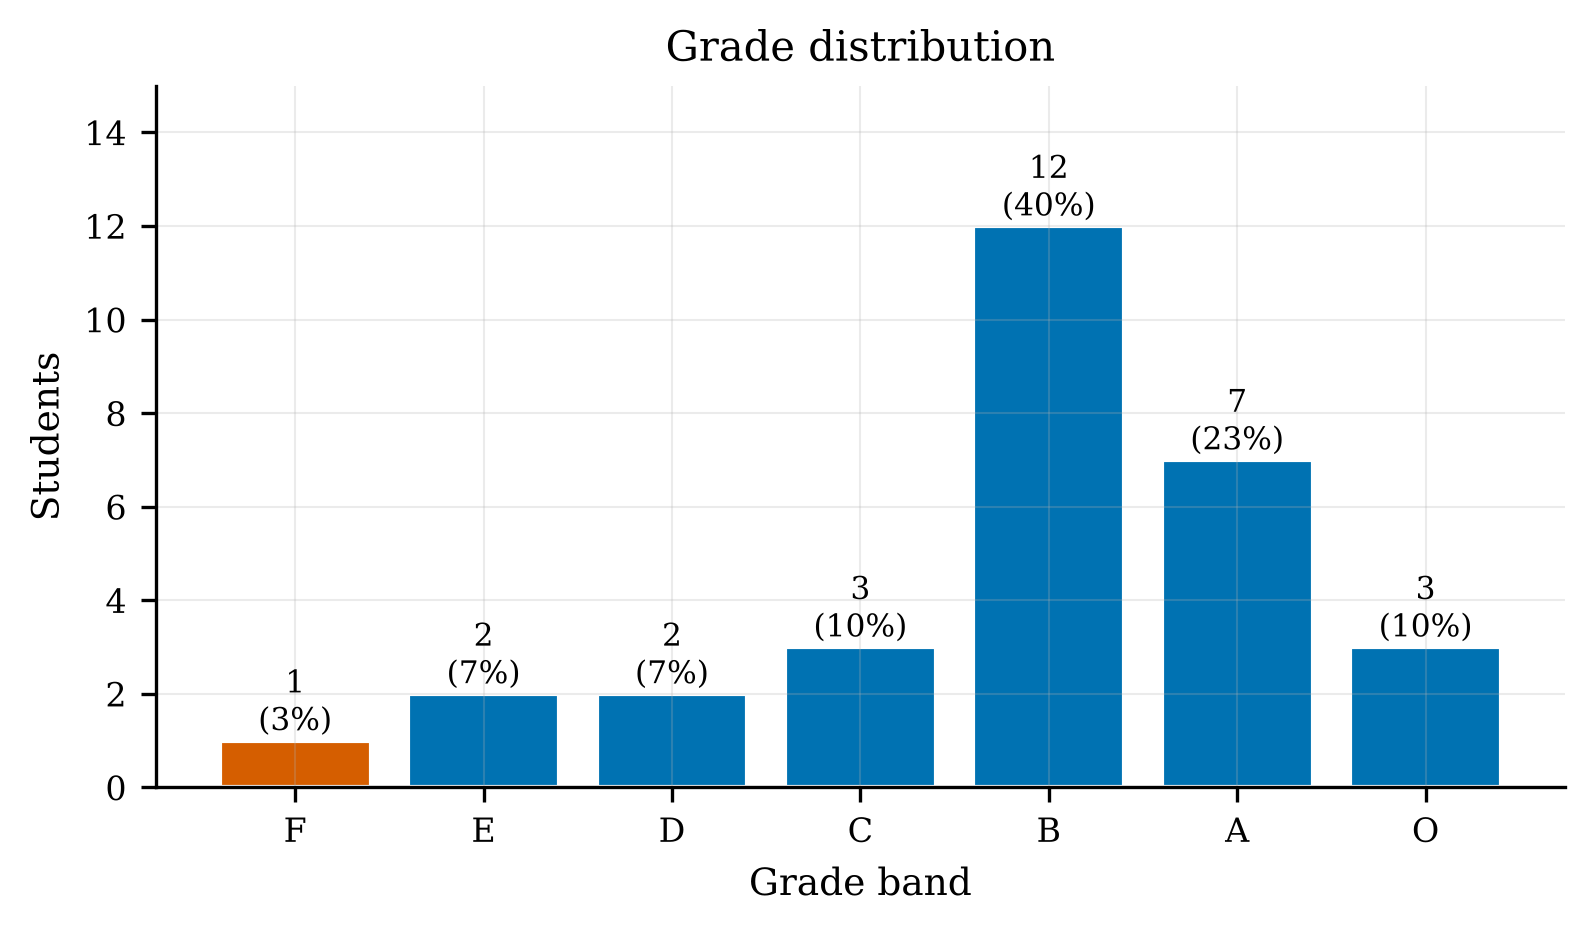 Grade distribution
14
12
10
8
6
4
2
0
Students
1
(3%)
2
(7%)
2
(7%)
3
(10%)
12
(40%)
7
(23%)
3
(10%)
F
E
D
C
B
A
O
Grade band